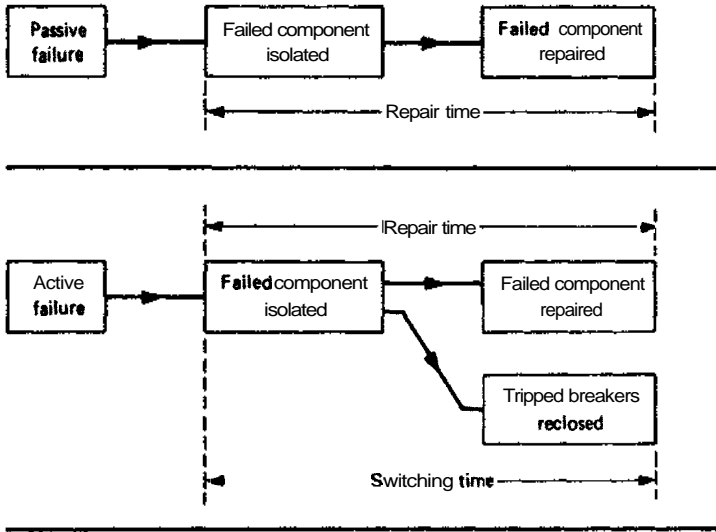 Passive
failure
Failed component
isolated
Failed component
repaired
Repair time
Repair time
Active
failure
Failed component
isolated
Failed component
repaired
Tripped breakers
reclosed
Switching time